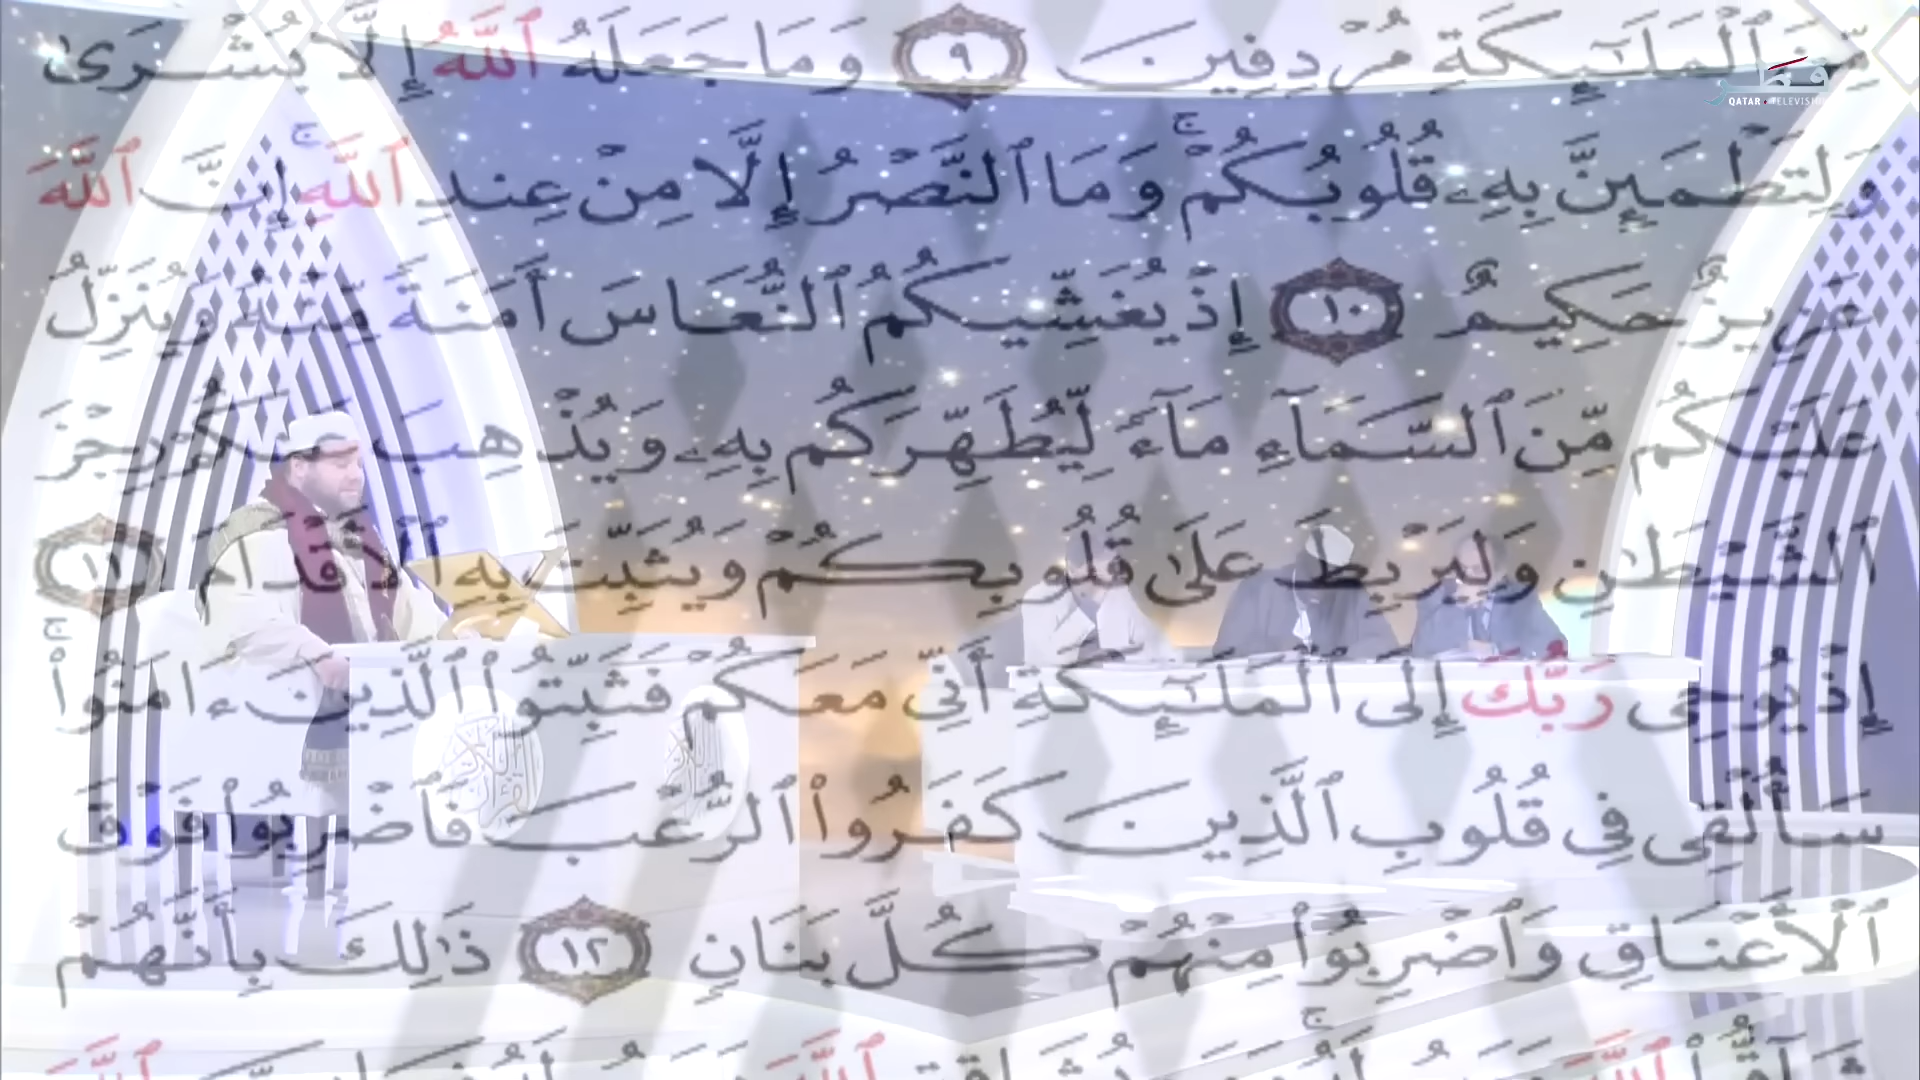 مِّنَ ٱلْمَلَـٰٓئِكَةِ مُرْدِفِينَ ٩ وَمَا جَعَلَهُ ٱللَّهُ إِلَّا بُشْرَىٰ
وَلِتَطْمَئِنَّ بِهِۦ قُلُوبُكُمْ ۚ وَمَا ٱلنَّصْرُ إِلَّا مِنْ عِندِ ٱللَّهِ ۚ إِنَّ ٱللَّهَ
عَزِيزٌ حَكِيمٌ ١٠ إِذْ يُغَشِّيكُمُ ٱلنُّعَاسَ أَمَنَةً مِّنْهُ وَيُنَزِّلُ
عَلَيْكُم مِّنَ ٱلسَّمَآءِ مَآءً لِّيُطَهِّرَكُم بِهِۦ وَيُذْهِبَ عَنكُمْ رِجْزَ
ٱلشَّيْطَـٰنِ وَلِيَرْبِطَ عَلَىٰ قُلُوبِكُمْ وَيُثَبِّتَ بِهِ ٱلْأَقْدَامَ ١١
إِذْ يُوحِى رَبُّكَ إِلَى ٱلْمَلَـٰٓئِكَةِ أَنِّى مَعَكُمْ فَثَبِّتُوا۟ ٱلَّذِينَ ءَامَنُوا۟ ۚ
سَأُلْقِى فِى قُلُوبِ ٱلَّذِينَ كَفَرُوا۟ ٱلرُّعْبَ فَٱضْرِبُوا۟ فَوْقَ
ٱلْأَعْنَاقِ وَٱضْرِبُوا۟ مِنْهُمْ كُلَّ بَنَانٍ ١٢ ذَٰلِكَ بِأَنَّهُمْ
قطر
QATAR TELEVISION